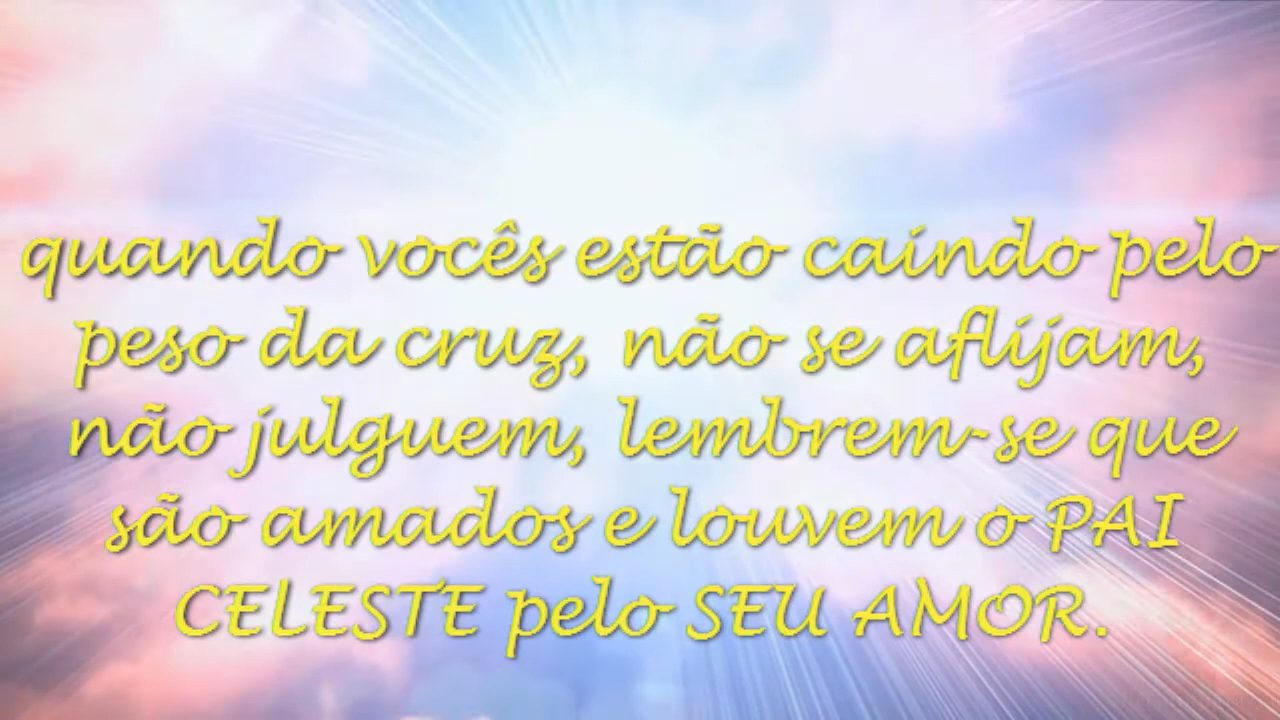 quando vocês estão caindo pelo
peso da cruz, não se aflijam,
não julguem, lembrem-se que
são amados e louvem o PAI
CELESTE pelo SEU AMOR.